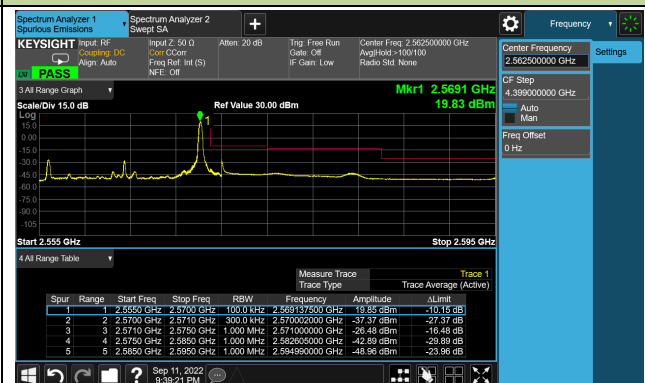 Spectrum Analyzer 1
Spurious Emissions
Spectrum Analyzer 2
Swept SA
Frequency
KEYSIGHT
Input: RF
Coupling: DC
Align: Auto
Input Z: 50 Ω
Corr CCorr
Freq Ref: Int (S)
NFE: Off
Atten: 20 dB
Trig: Free Run
Gate: Off
IF Gain: Low
Center Freq: 2.562500000 GHz
Avg|Hold:>100/100
Radio Std: None
LXI
PASS
Center Frequency
2.562500000 GHz
Settings
CF Step
4.399000000 GHz
Auto
Man
Freq Offset
0 Hz
3 All Range Graph
Mkr1 2.5691 GHz
Scale/Div 15.0 dB
Ref Value 30.00 dBm
19.83 dBm
Log
1
15.0
0.00
-15.0
-30.0
-45.0
-60.0
-75.0
-90.0
-105
Start 2.555 GHz
Stop 2.595 GHz
4 All Range Table
Measure Trace Trace 1
Trace Type Trace Average (Active)
Spur Range Start Freq Stop Freq RBW Frequency Amplitude ΔLimit
1 1 2.5550 GHz 2.5700 GHz 100.0 kHz 2.569137500 GHz 19.85 dBm -10.15 dB
2 2 2.5700 GHz 2.5710 GHz 300.0 kHz 2.570002000 GHz -37.37 dBm -27.37 dB
3 3 2.5710 GHz 2.5750 GHz 1.000 MHz 2.571000000 GHz -26.48 dBm -16.48 dB
4 4 2.5750 GHz 2.5850 GHz 1.000 MHz 2.582605000 GHz -42.89 dBm -29.89 dB
5 5 2.5850 GHz 2.5950 GHz 1.000 MHz 2.594990000 GHz -48.96 dBm -23.96 dB
Sep 11, 2022
9:39:21 PM